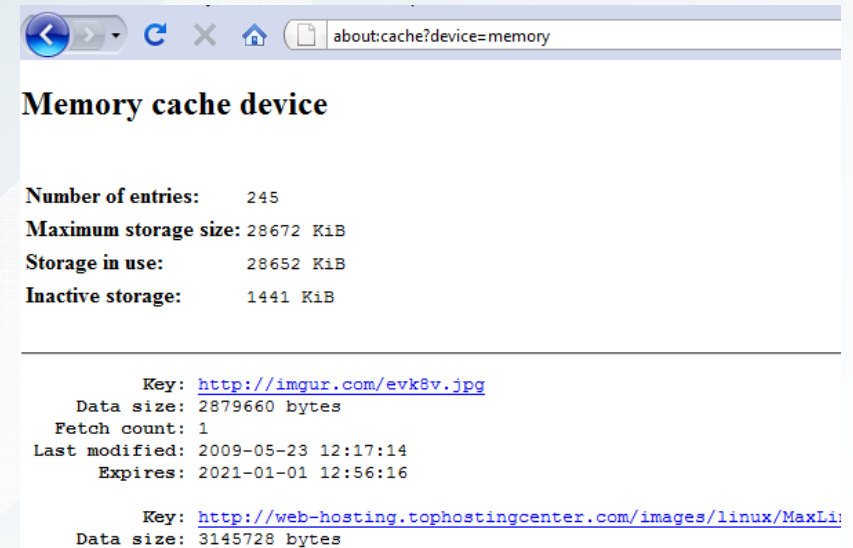 about:cache?device=memory
Memory cache device
Number of entries: 245
Maximum storage size: 28672 KiB
Storage in use: 28652 KiB
Inactive storage: 1441 KiB
Key: http://imgur.com/evk8v.jpg
Data size: 2879660 bytes
Fetch count: 1
Last modified: 2009-05-23 12:17:14
Expires: 2021-01-01 12:56:16
Key: http://web-hosting.tophostingcenter.com/images/linux/MaxLi
Data size: 3145728 bytes